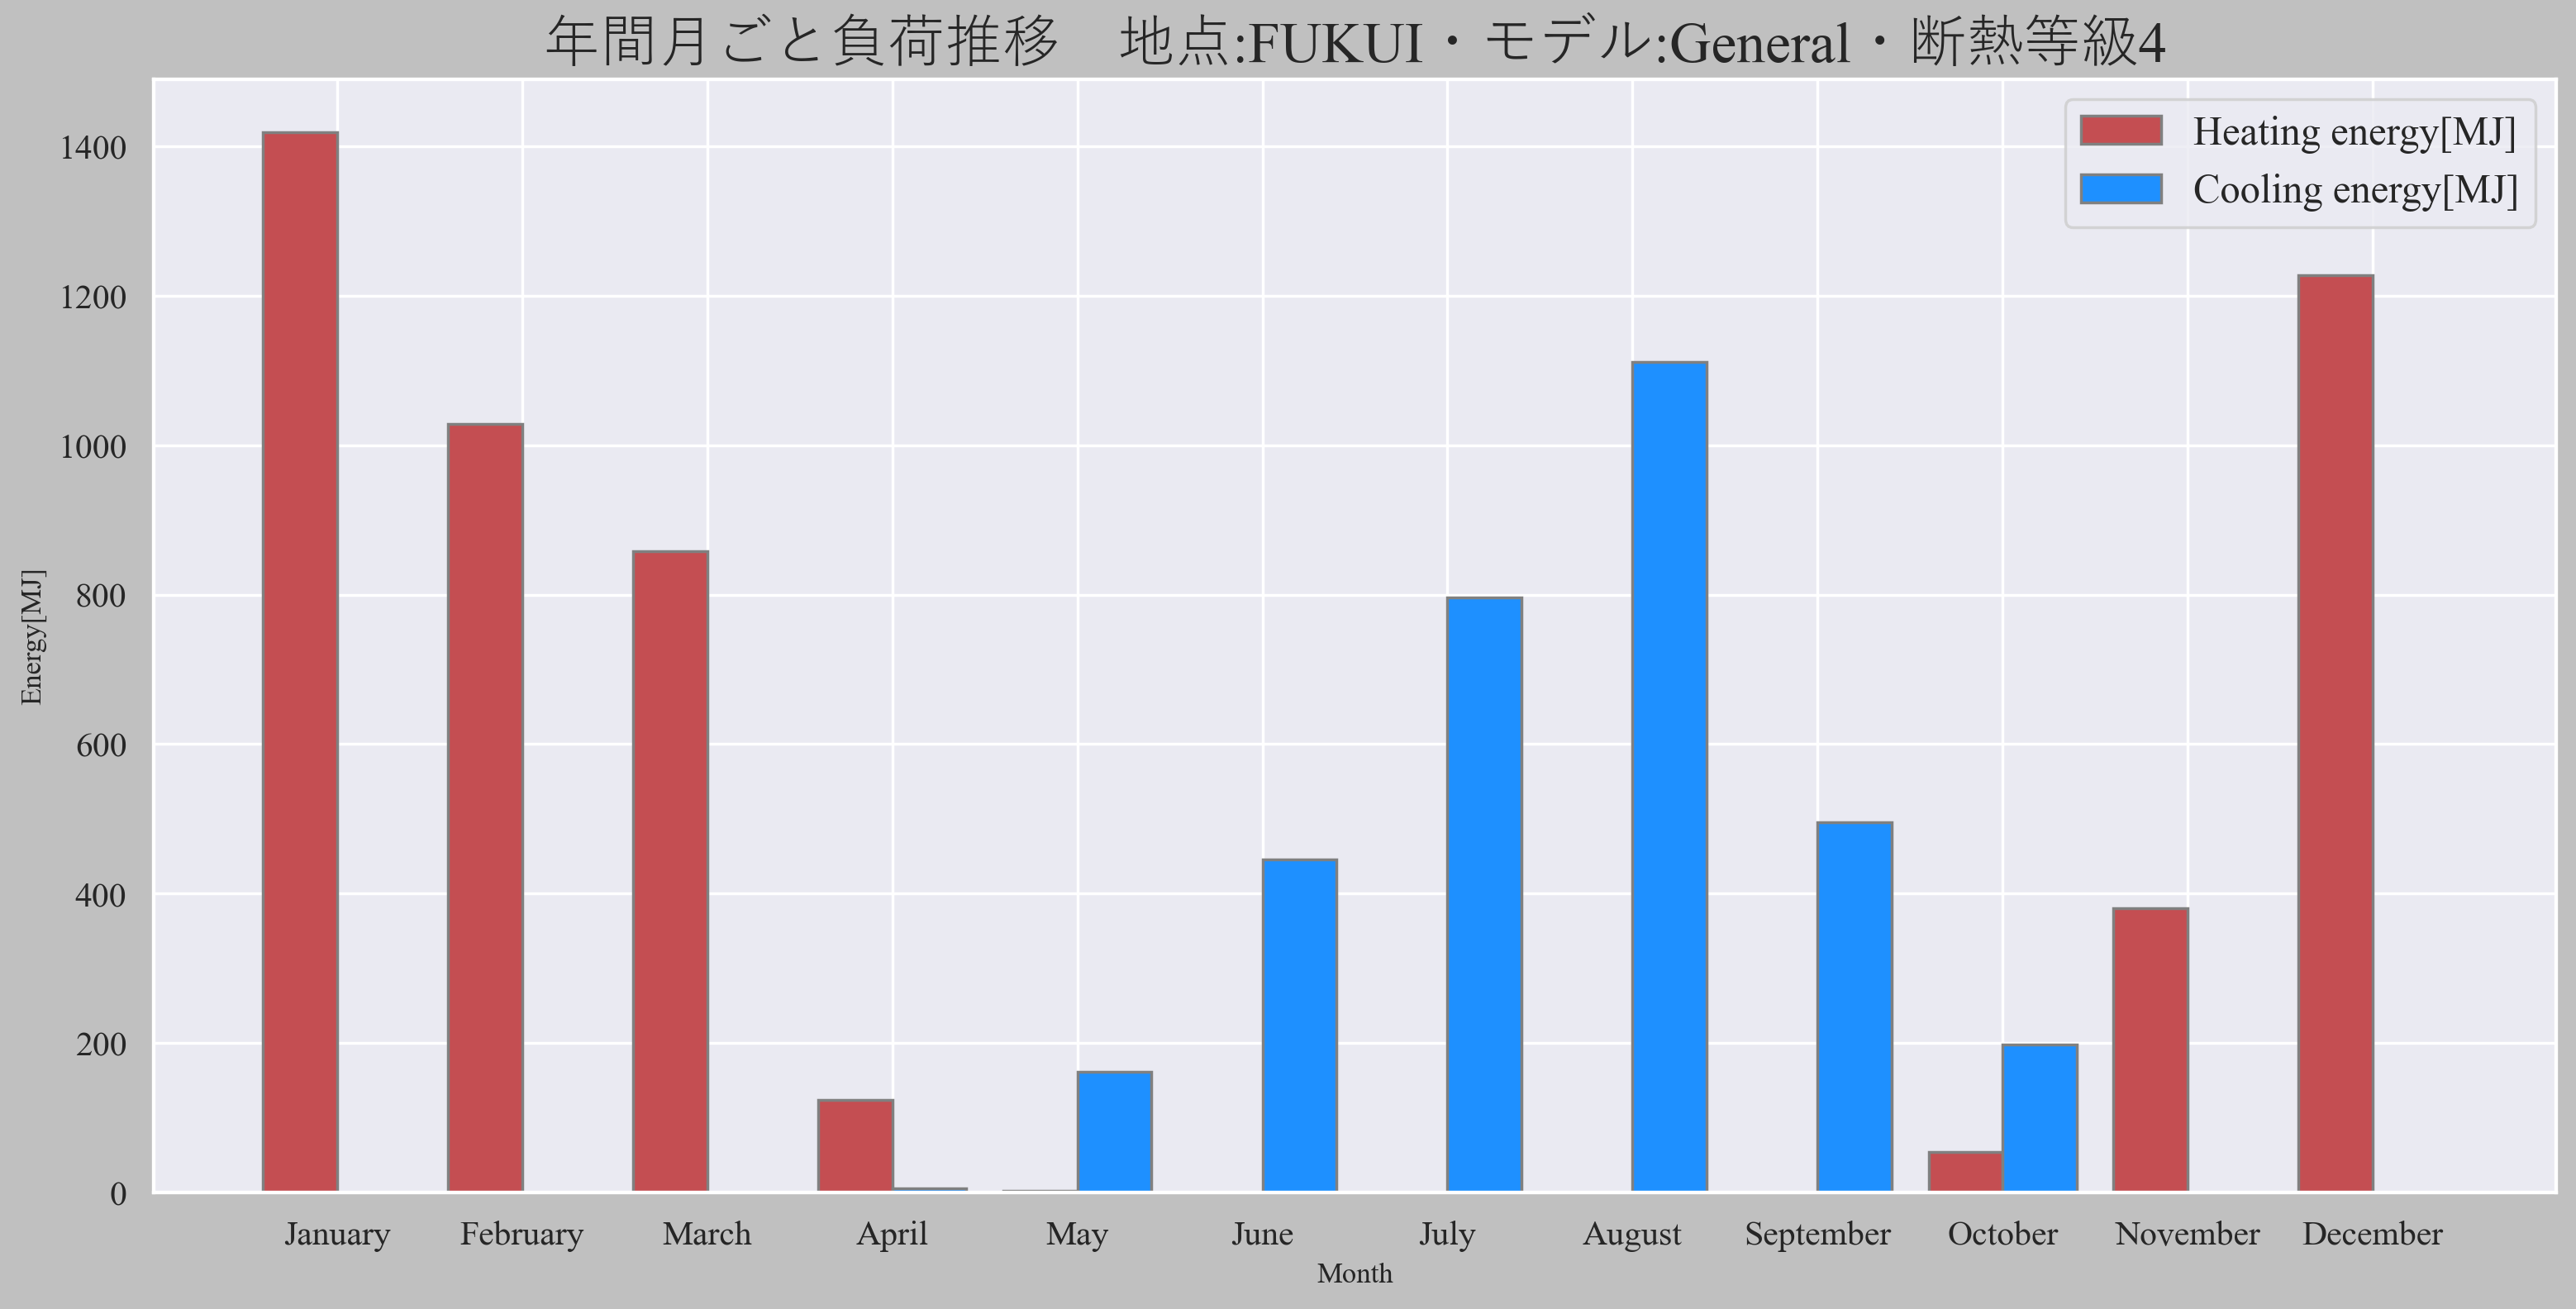 年間月ごと負荷推移　地点:FUKUI・モデル:General・断熱等級4
Heating energy[MJ]
Cooling energy[MJ]
Energy[MJ]
1400
1200
1000
800
600
400
200
0
January February March April May June July August September October November December
Month